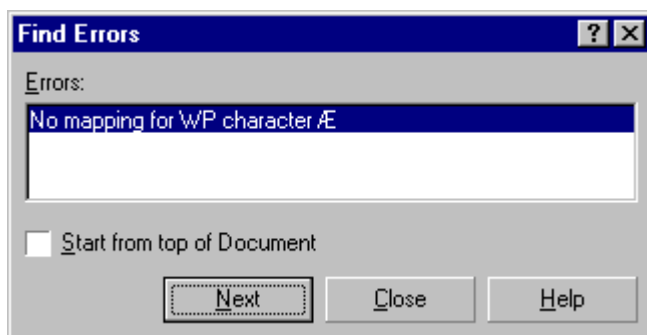 Find Errors
Errors:
No mapping for WP character Æ
Start from top of Document
Next Close Help